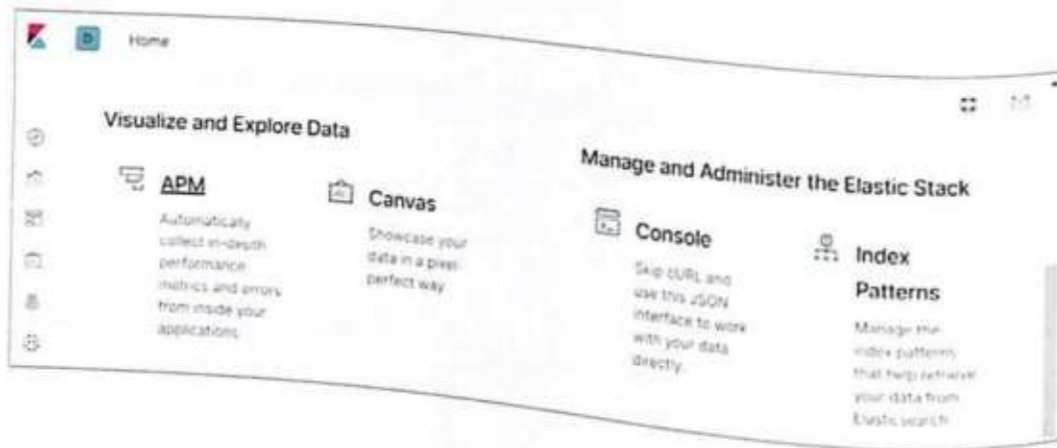 D Home
Visualize and Explore Data
APM
Automatically
collect in-depth
performance
metrics and errors
from inside your
applications.
Canvas
Showcase your
data in a pixel-
perfect way
Manage and Administer the Elastic Stack
Console
Skip cURL and
use this JSON
interface to work
with your data
directly.
Index
Patterns
Manage the
index patterns
that help retrieve
your data from
Elasticsearch